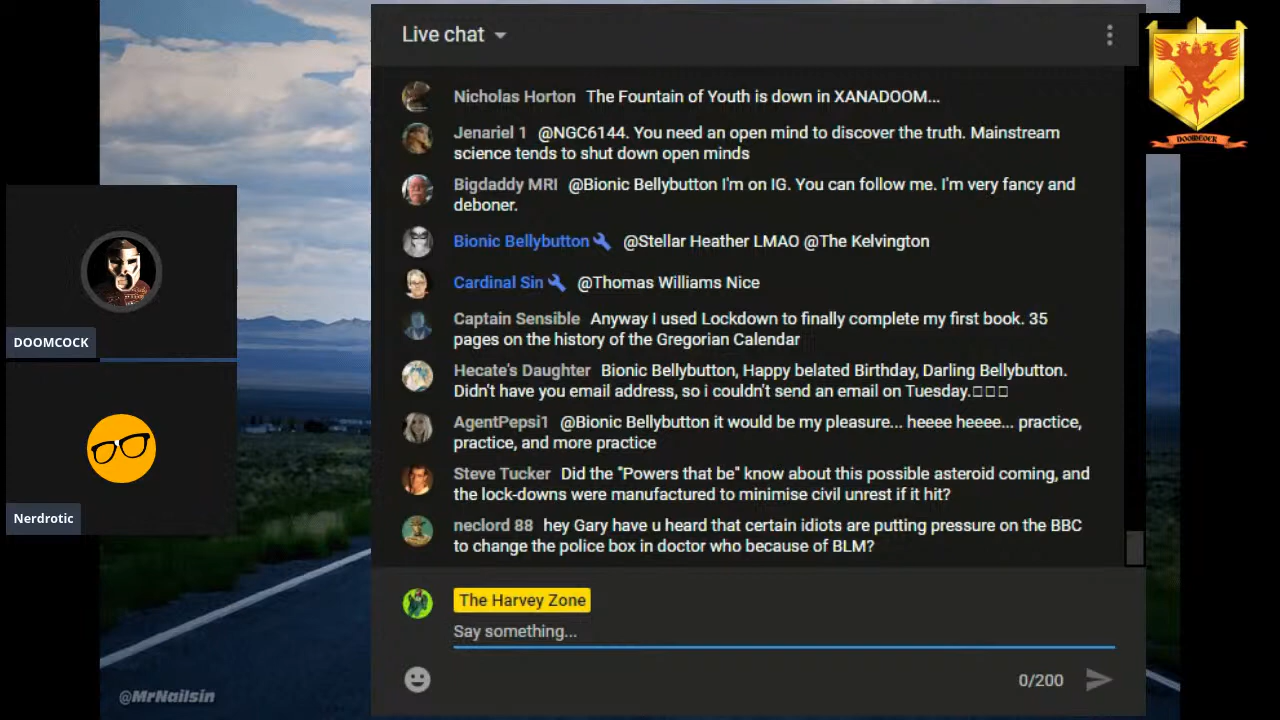 Live chat
DOOMCOCK
Nicholas Horton The Fountain of Youth is down in XANADOOM...
Jenariel 1 @NGC6144. You need an open mind to discover the truth. Mainstream
science tends to shut down open minds
Bigdaddy MRI @Bionic Bellybutton I'm on IG. You can follow me. I'm very fancy and
deboner.
Bionic Bellybutton @Stellar Heather LMAO @The Kelvington
Cardinal Sin @Thomas Williams Nice
Captain Sensible Anyway I used Lockdown to finally complete my first book. 35
pages on the history of the Gregorian Calendar
DOOMCOCK
Hecate's Daughter Bionic Bellybutton, Happy belated Birthday, Darling Bellybutton.
Didn't have you email address, so i couldn't send an email on Tuesday.□□□
AgentPepsi1 @Bionic Bellybutton it would be my pleasure... heeee heeee... practice,
practice, and more practice
Steve Tucker Did the "Powers that be" know about this possible asteroid coming, and
the lock-downs were manufactured to minimise civil unrest if it hit?
Nerdrotic
neclord 88 hey Gary have u heard that certain idiots are putting pressure on the BBC
to change the police box in doctor who because of BLM?
The Harvey Zone
Say something...
0/200
@MrNailsin